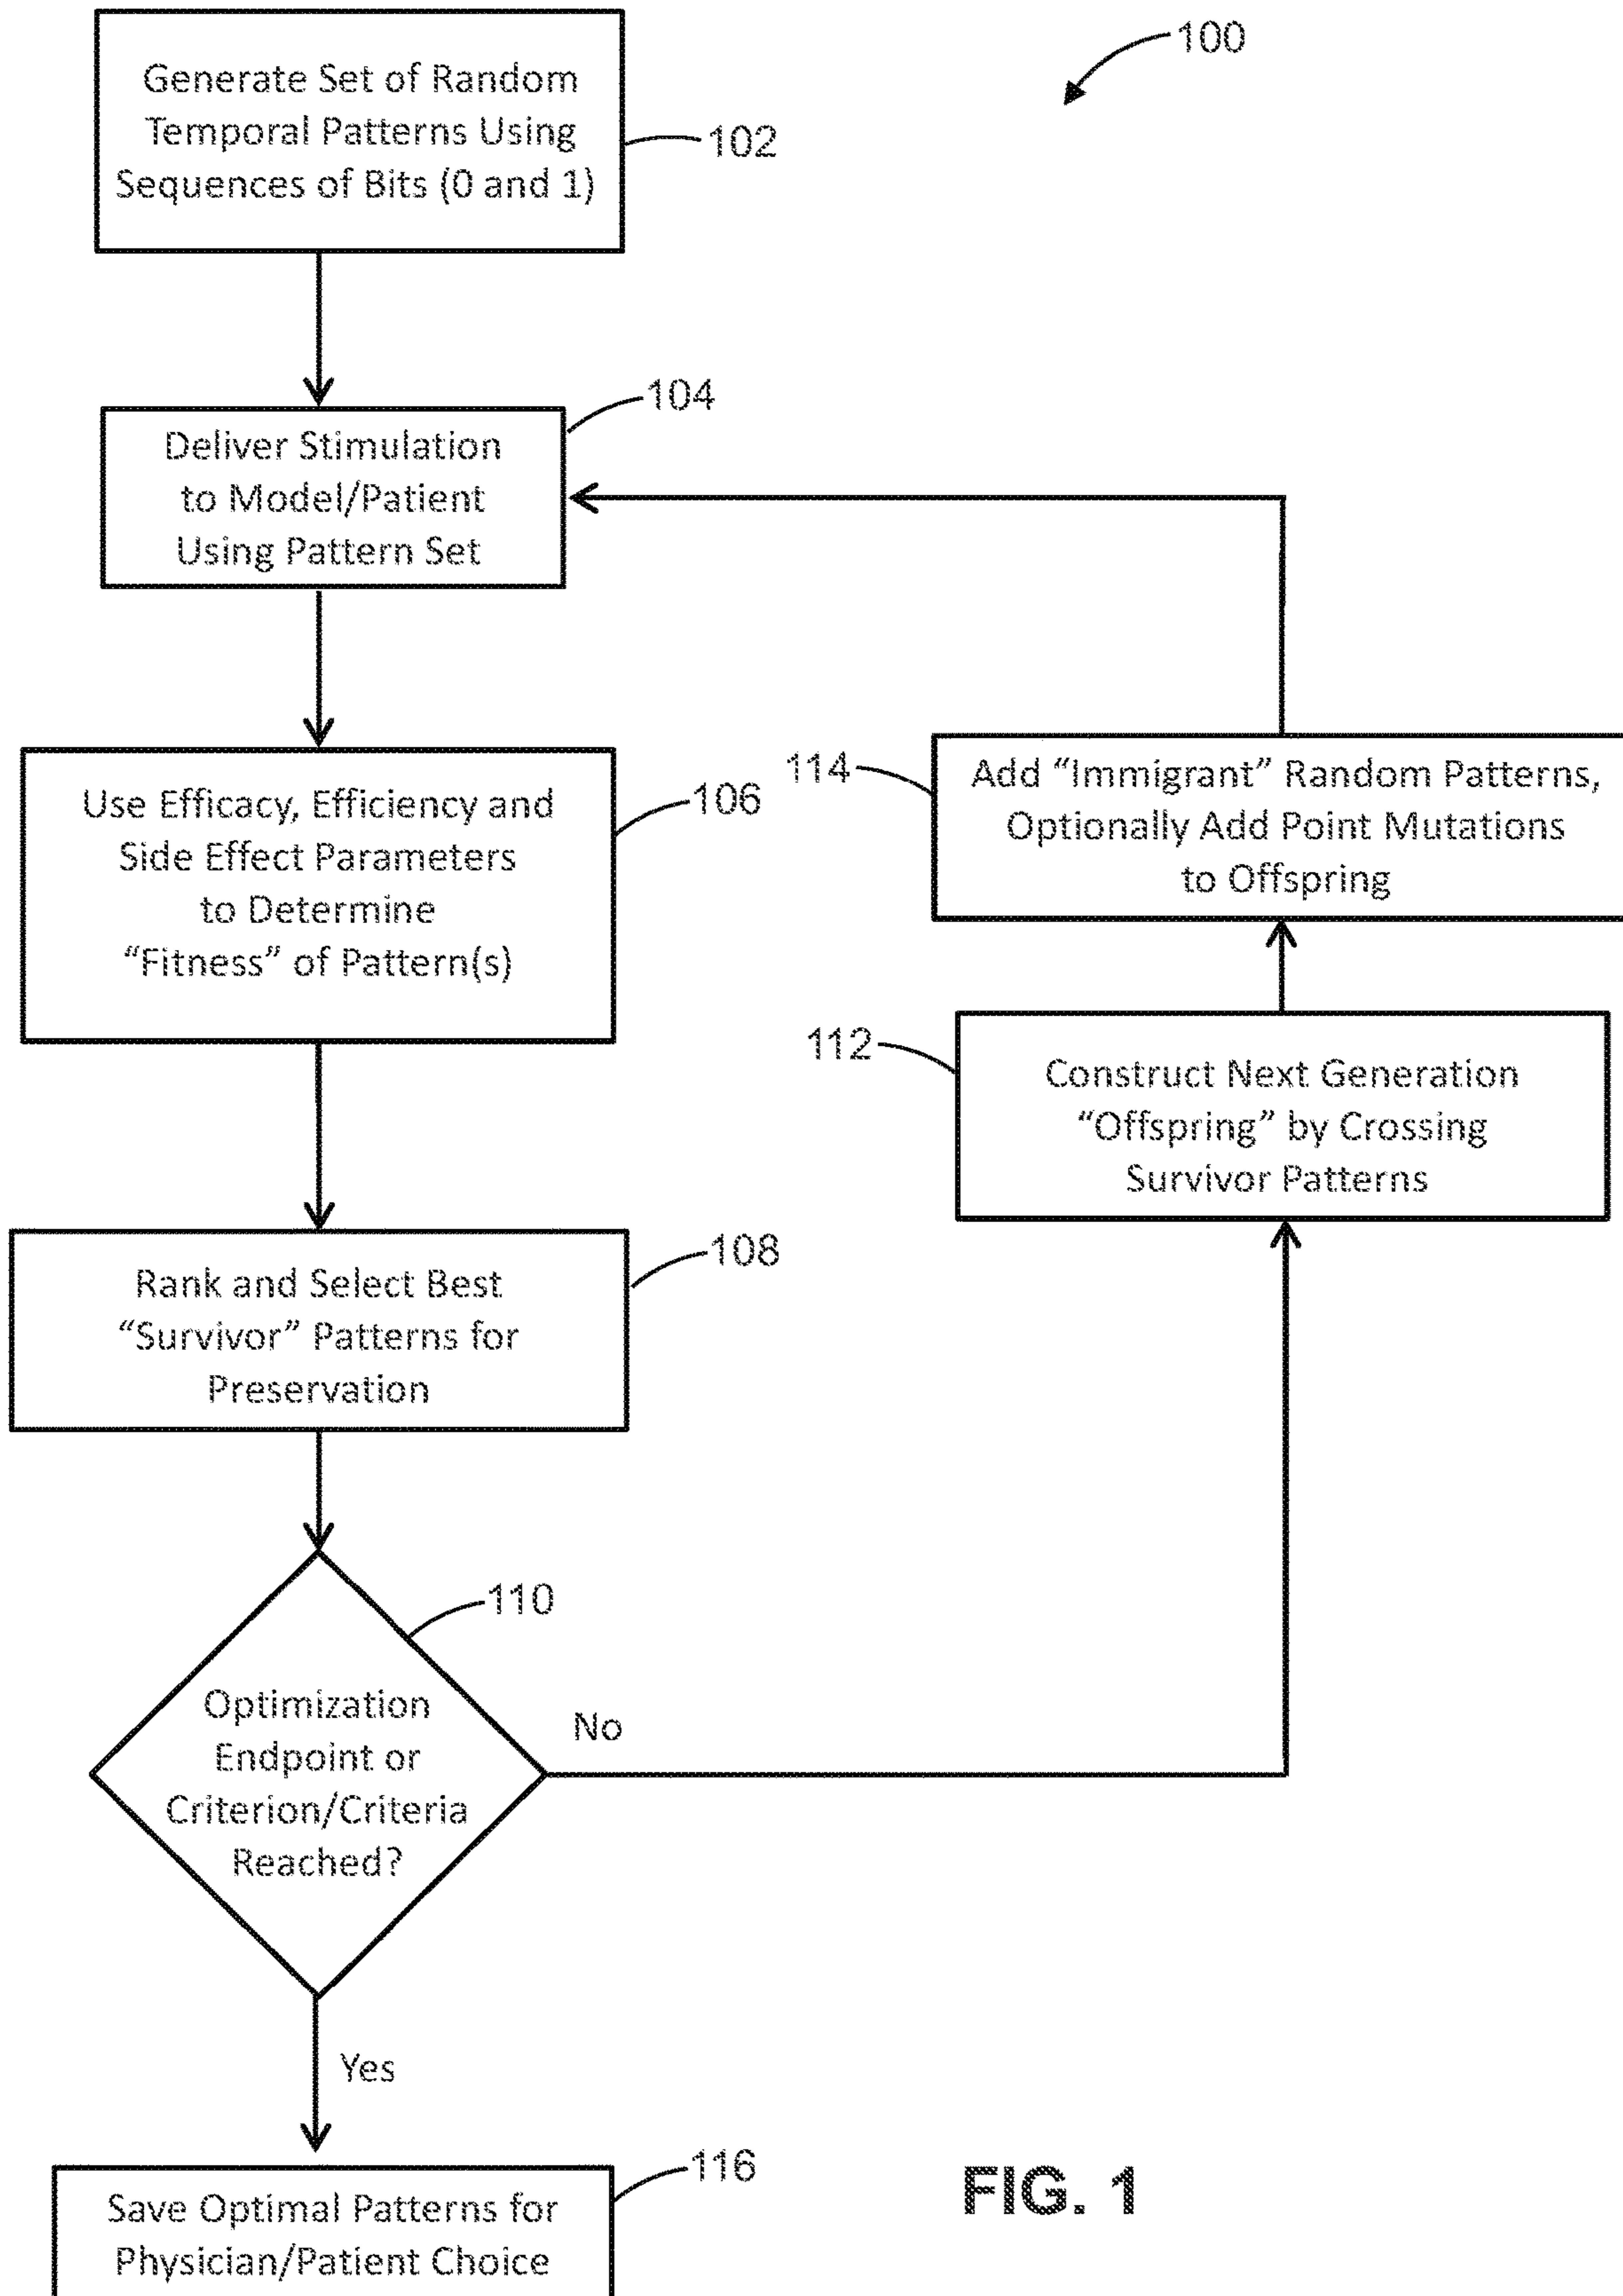 100
Generate Set of Random
Temporal Patterns Using
Sequences of Bits (0 and 1)
102
104
Deliver Stimulation
to Model/Patient
Using Pattern Set
106
Use Efficacy, Efficiency and
Side Effect Parameters
to Determine
“Fitness” of Pattern(s)
114
Add “Immigrant” Random Patterns,
Optionally Add Point Mutations
to Offspring
112
Construct Next Generation
“Offspring” by Crossing
Survivor Patterns
108
Rank and Select Best
“Survivor” Patterns for
Preservation
110
Optimization
Endpoint or
Criterion/Criteria
Reached?
No
Yes
116
Save Optimal Patterns for
Physician/Patient Choice
FIG. 1